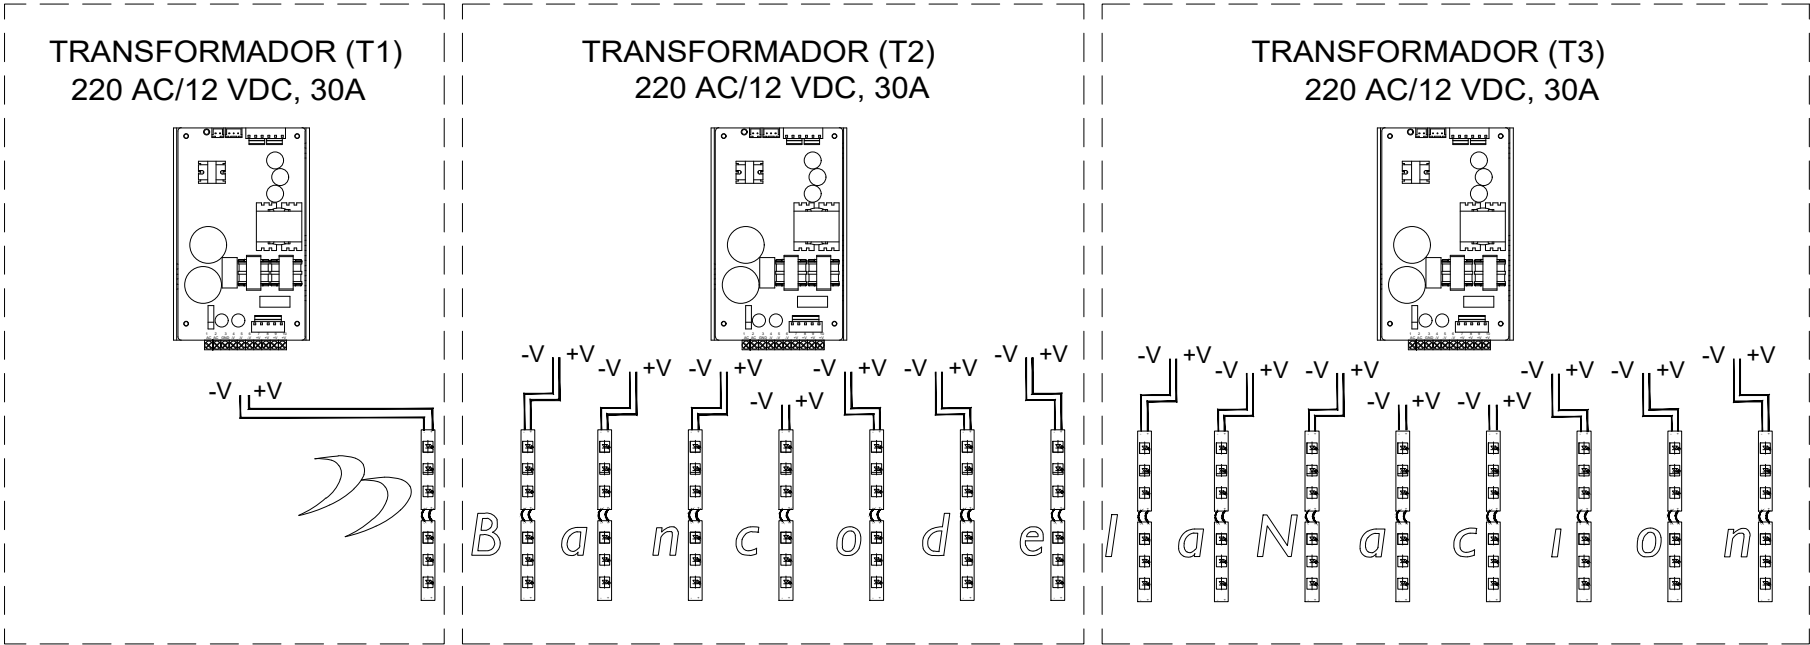 TRANSFORMADOR (T1)
220 AC/12 VDC, 30A
-V +V
TRANSFORMADOR (T2)
220 AC/12 VDC, 30A
-V +V -V +V -V +V -V +V -V +V -V +V -V +V
B a n c o d e
TRANSFORMADOR (T3)
220 AC/12 VDC, 30A
-V +V -V +V -V +V -V +V -V +V -V +V -V +V -V +V
l a N a c ı o n